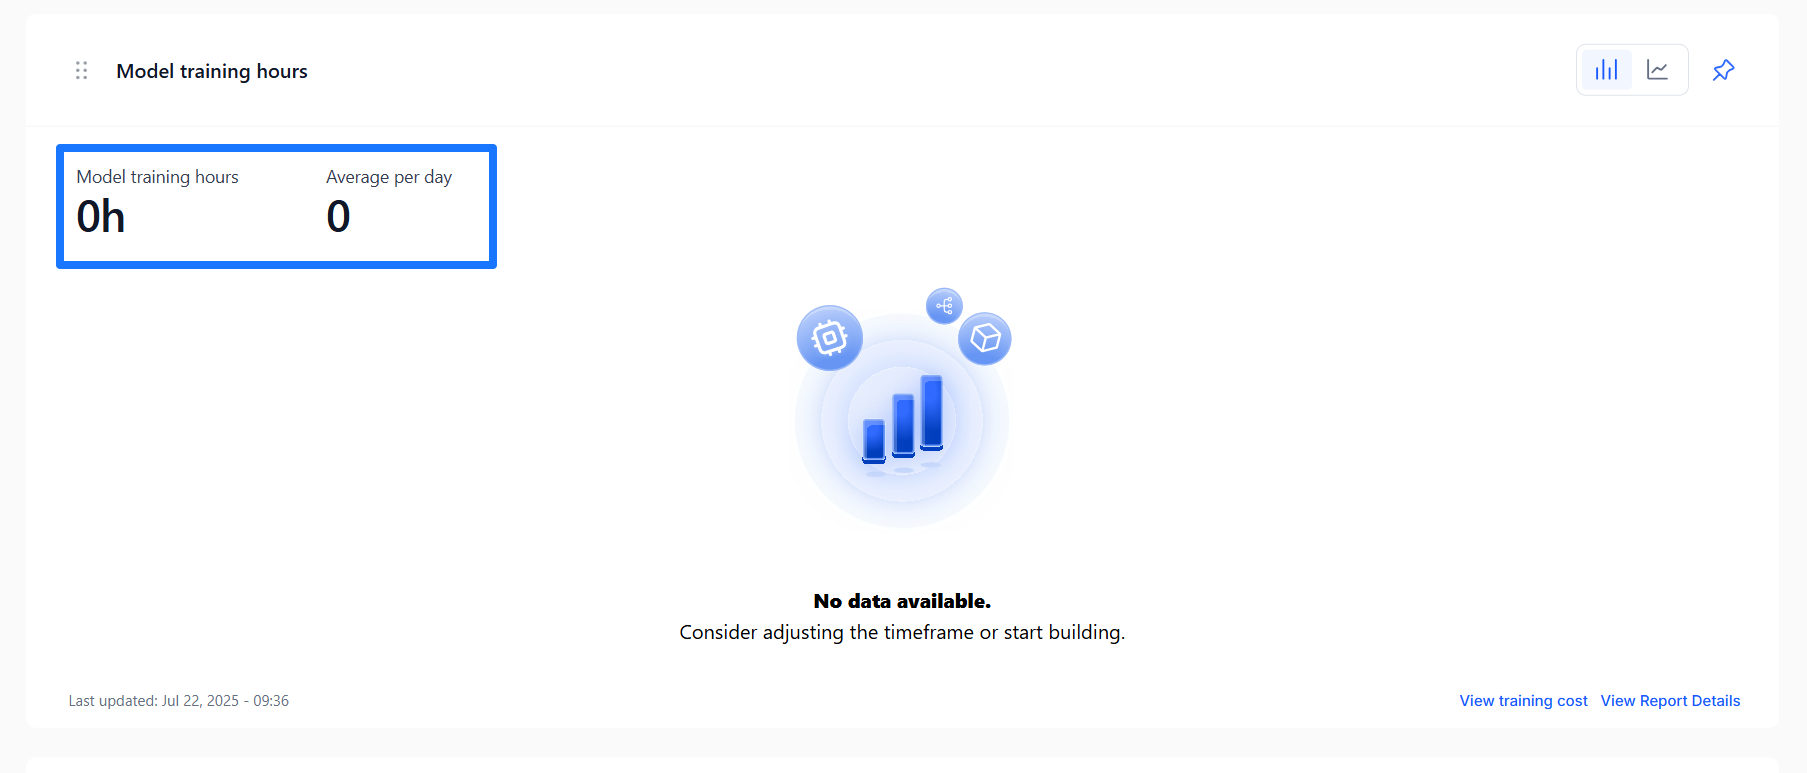 Model training hours
Model training hours
Average per day
0h
0
No data available.
Consider adjusting the timeframe or start building.
Last updated: Jul 22, 2025 - 09:36
View training cost
View Report Details